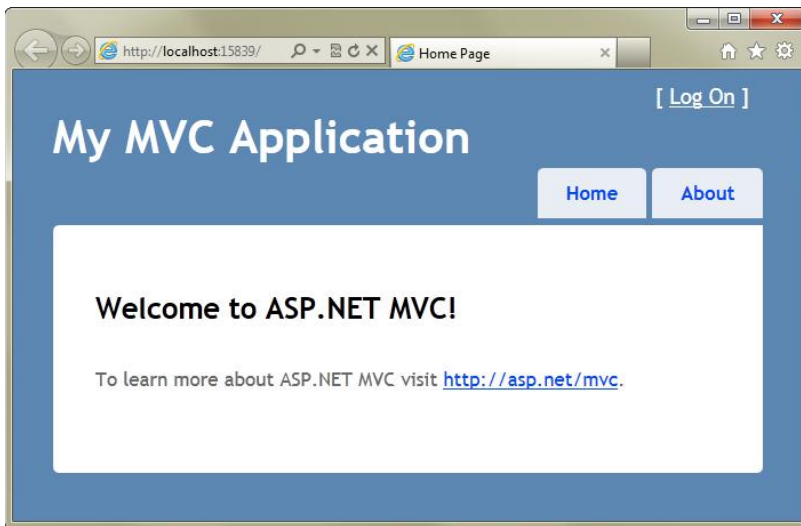 http://localhost:15839/
Home Page
[ Log On ]
My MVC Application
Home
About
Welcome to ASP.NET MVC!
To learn more about ASP.NET MVC visit http://asp.net/mvc.